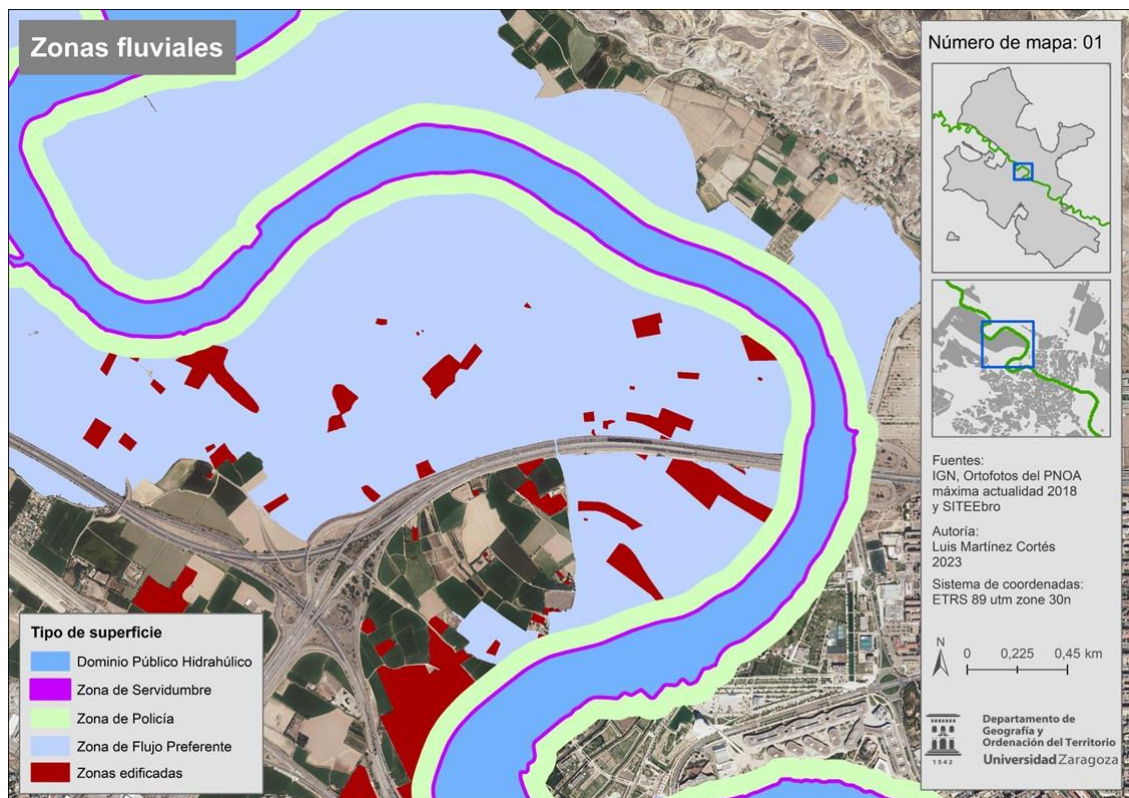 Zonas fluviales
Número de mapa: 01
Fuentes:
IGN, Ortofotos del PNOA
máxima actualidad 2018
y SITEEbro
Autoría:
Luis Martínez Cortés
2023
Sistema de coordenadas:
ETRS 89 utm zone 30n
N
0 0,225 0,45 km
Departamento de
Geografía y
Ordenación del Territorio
Universidad Zaragoza
1542
Tipo de superficie
Dominio Público Hidrahúlico
Zona de Servidumbre
Zona de Policía
Zona de Flujo Preferente
Zonas edificadas